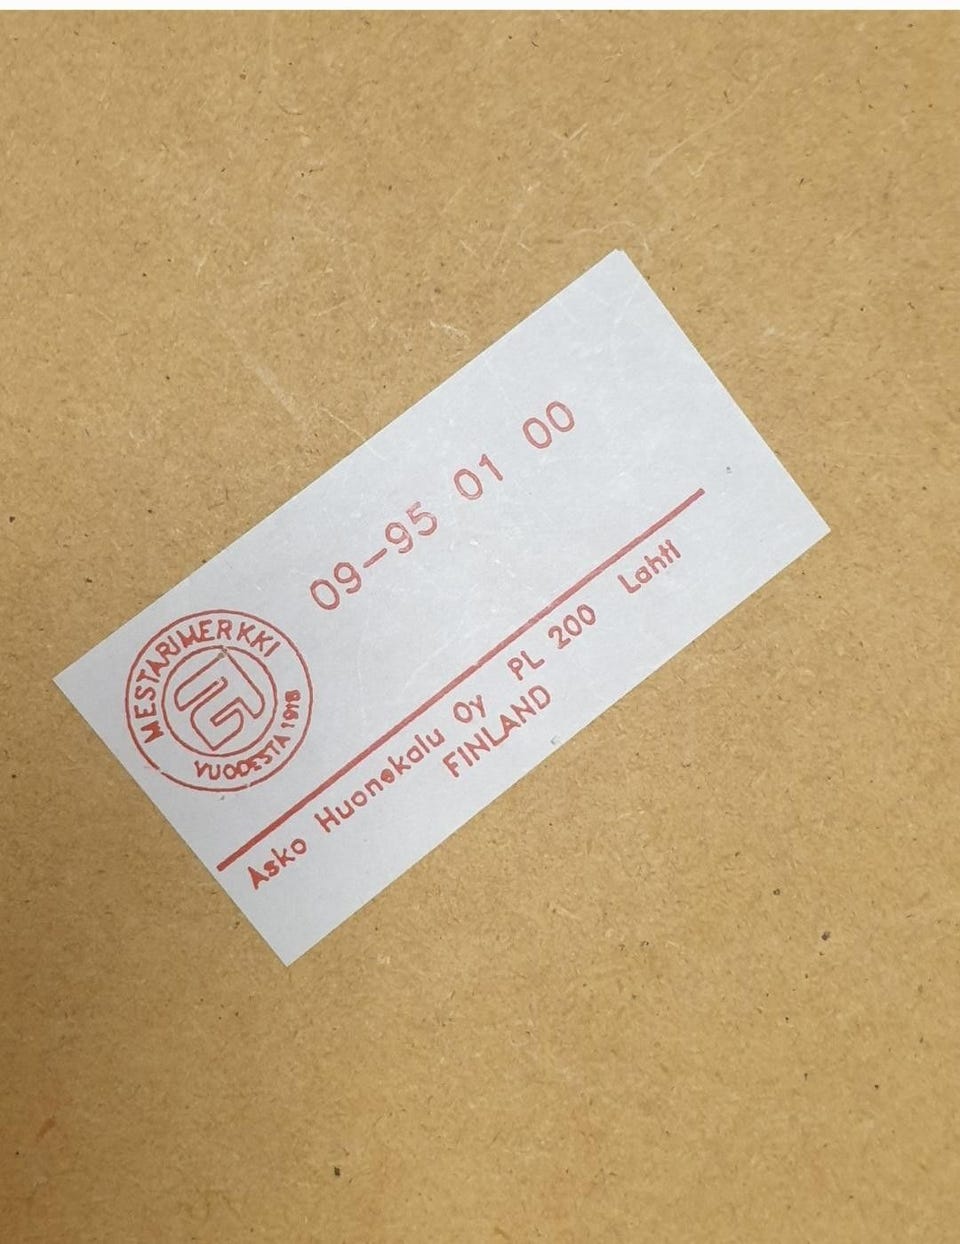 09-95 01 00
MESTARIMERKKI
VUODESTA 1918
Asko Huonekalu Oy PL 200 Lahti
FINLAND